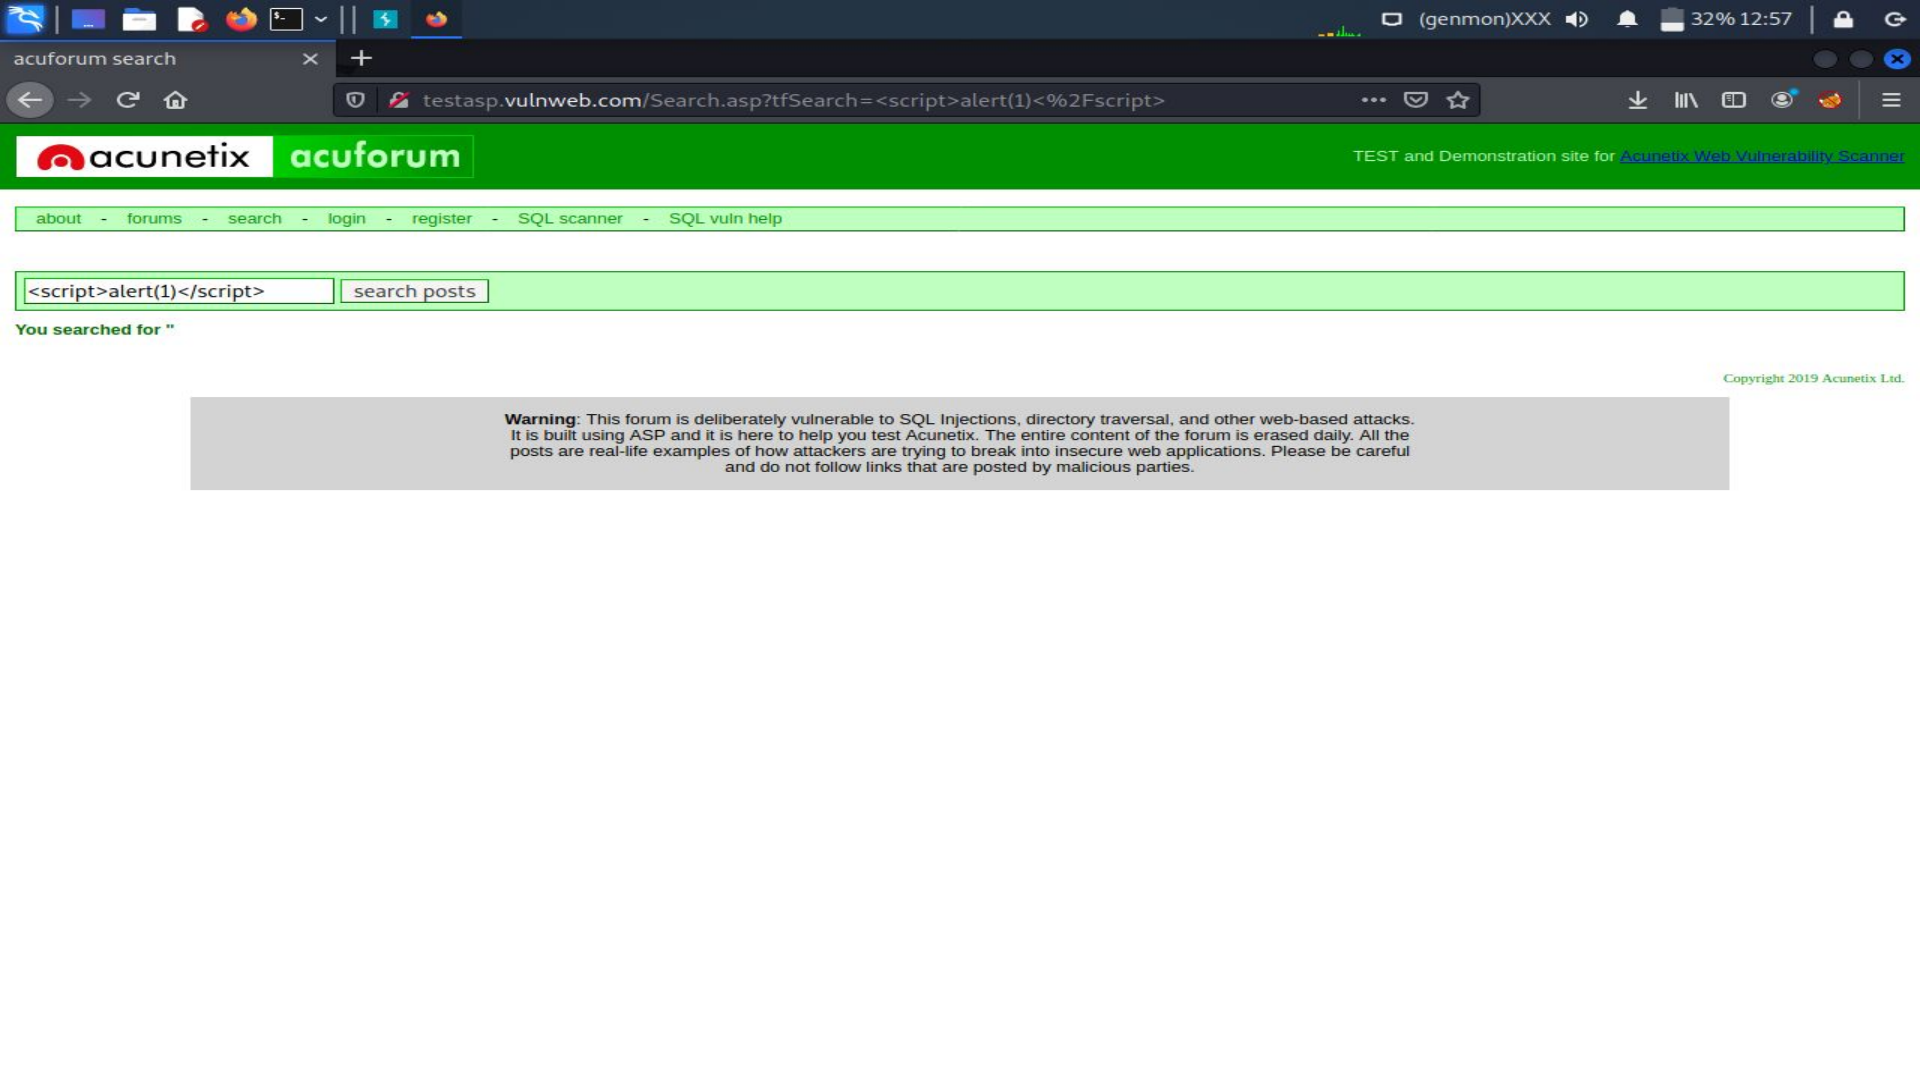 (genmon)XXX 32% 12:57
acuforum search
testasp.vulnweb.com/Search.asp?tfSearch=<script>alert(1)<%2Fscript>
acunetix acuforum
TEST and Demonstration site for Acunetix Web Vulnerability Scanner
about - forums - search - login - register - SQL scanner - SQL vuln help
<script>alert(1)</script> search posts
You searched for "
Copyright 2019 Acunetix Ltd.
Warning: This forum is deliberately vulnerable to SQL Injections, directory traversal, and other web-based attacks.
It is built using ASP and it is here to help you test Acunetix. The entire content of the forum is erased daily. All the
posts are real-life examples of how attackers are trying to break into insecure web applications. Please be careful
and do not follow links that are posted by malicious parties.